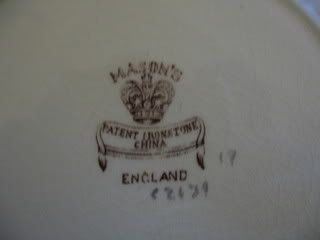 MASON'S
PATENT IRONSTONE
CHINA
ENGLAND
17